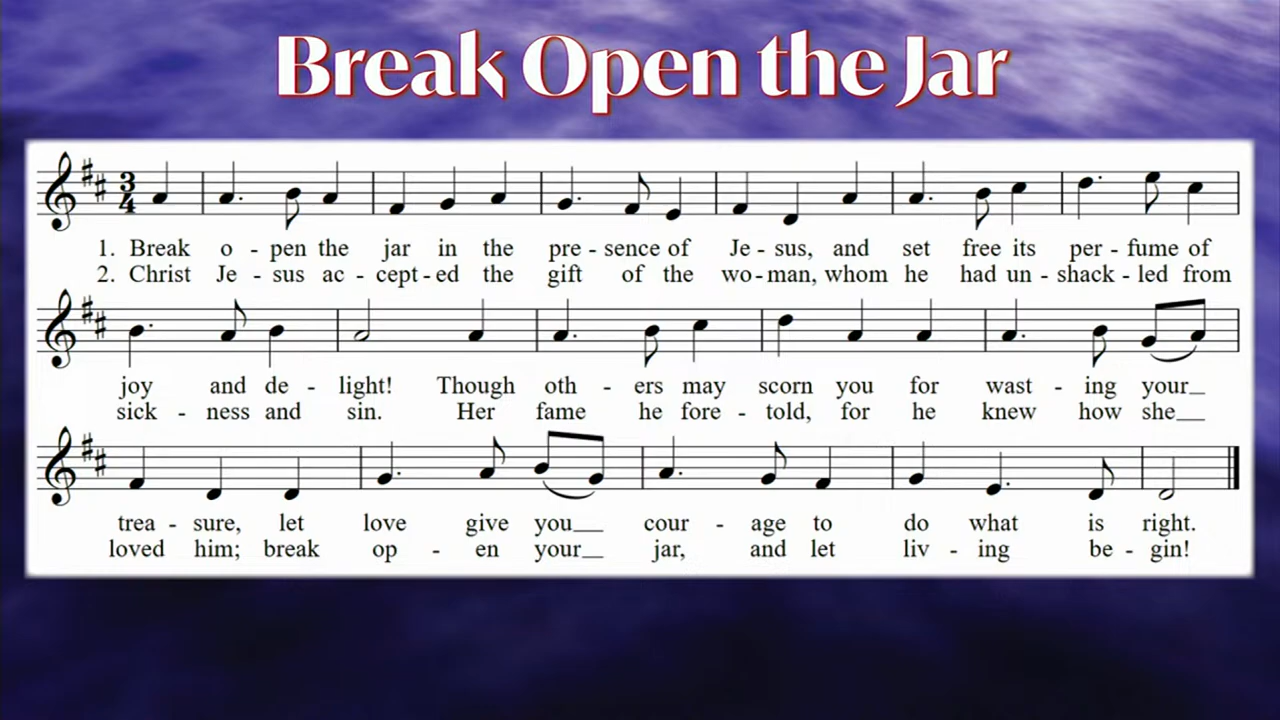 Break Open the Jar
3
4
1. Break o - pen the jar in the pre - sence of Je - sus, and set free its per - fume of
2. Christ Je - sus ac - cept - ed the gift of the wo - man, whom he had un - shack - led from
joy and de - light! Though oth - ers may scorn you for wast - ing your_
sick - ness and sin. Her fame he fore - told, for he knew how she__
trea - sure, let love give you__ cour - age to do what is right.
loved him; break op - en your__ jar, and let liv - ing be - gin!